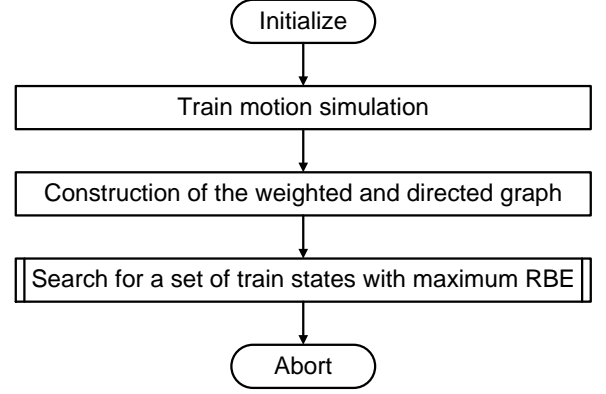 Initialize
Train motion simulation
Construction of the weighted and directed graph
Search for a set of train states with maximum RBE
Abort